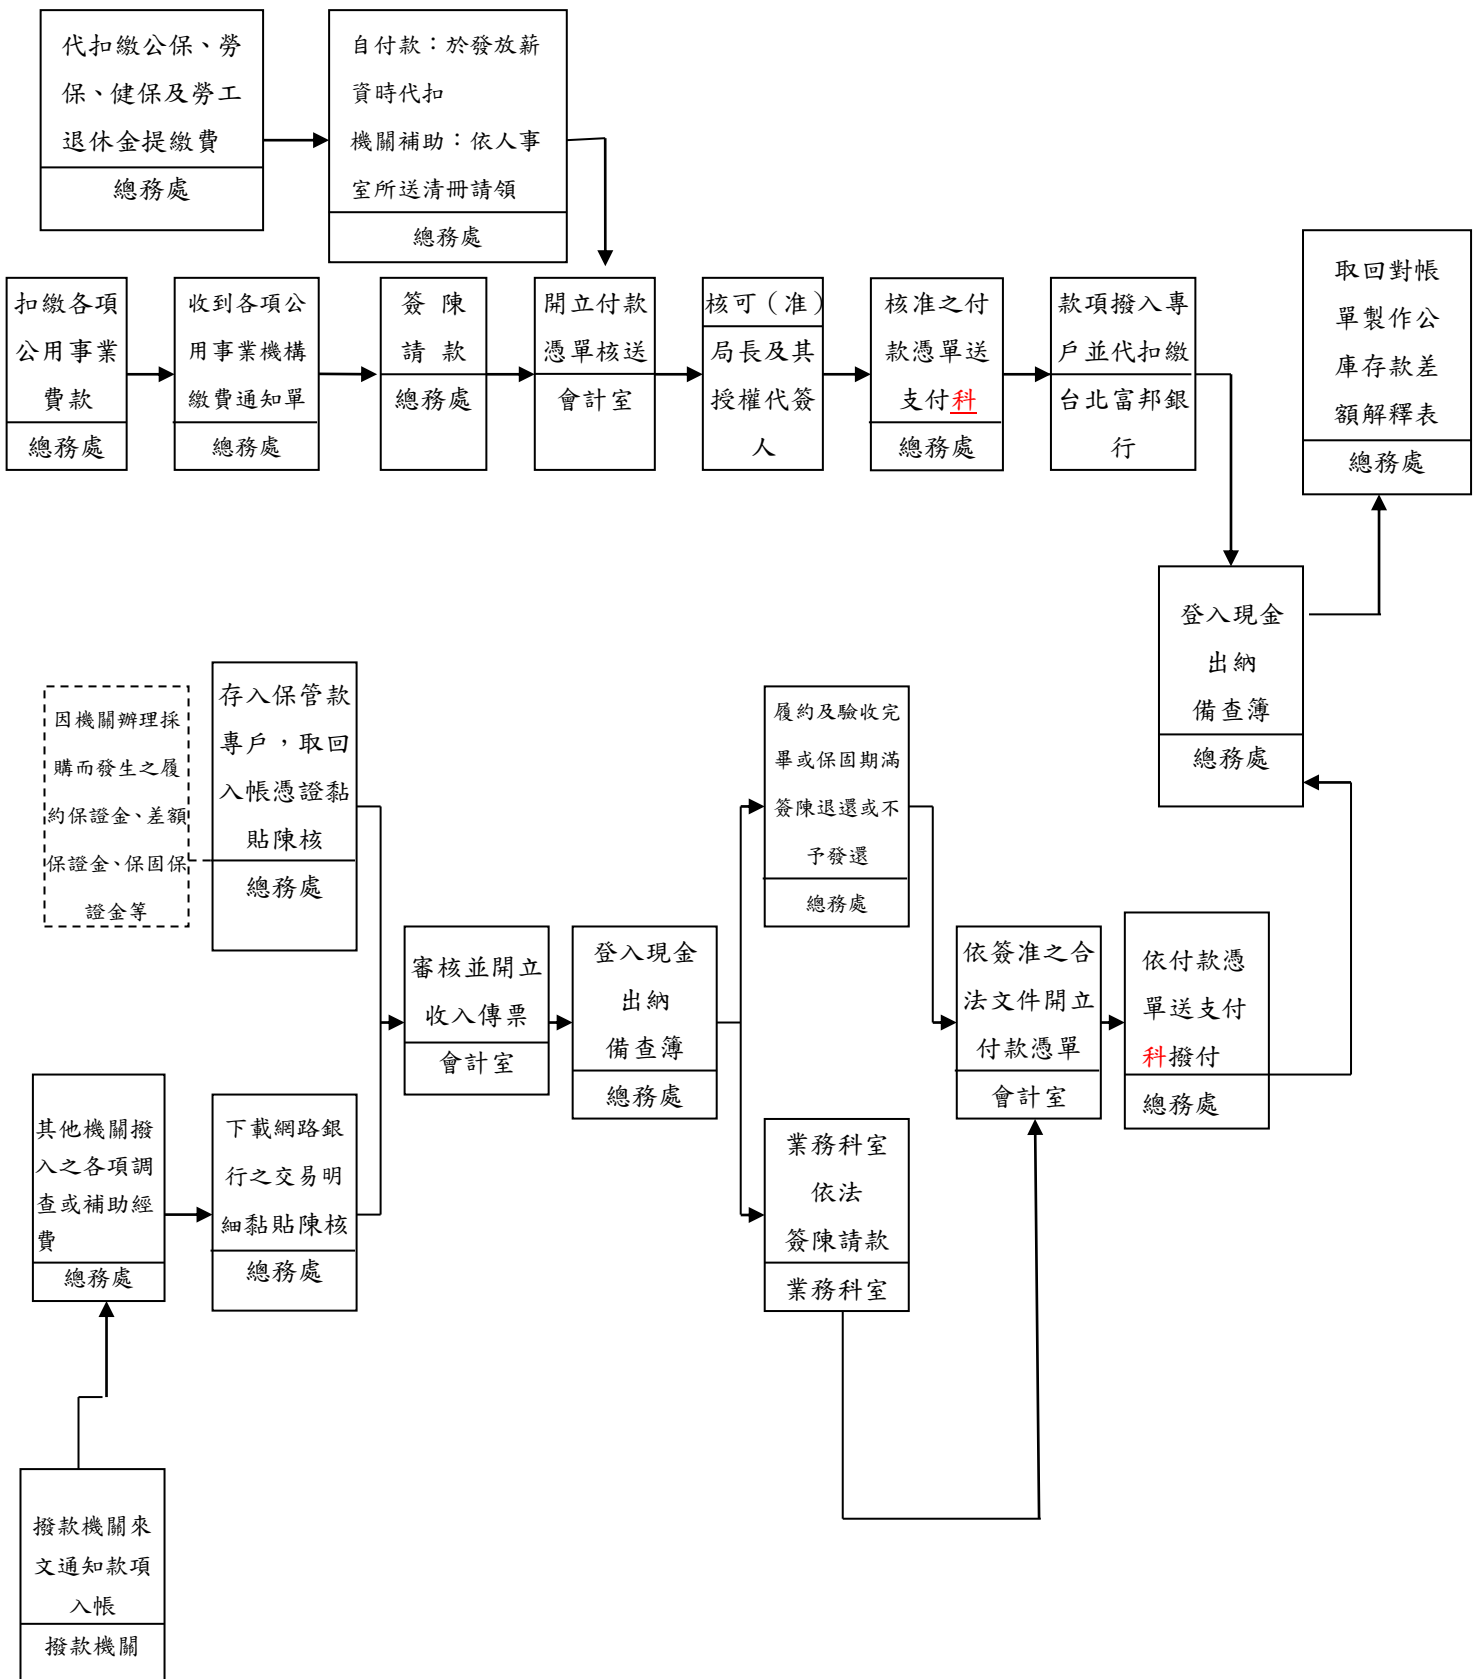 代扣繳公保、勞
保、健保及勞工
退休金提繳費
總務處
自付款：於發放薪
資時代扣
機關補助：依人事
室所送清冊請領
總務處
扣繳各項
公用事業
費款
總務處
收到各項公
用事業機構
繳費通知單
總務處
簽 陳
請 款
總務處
開立付款
憑單核送
會計室
核可（准）
局長及其
授權代簽
人
核准之付
款憑單送
支付科
總務處
款項撥入專
戶並代扣繳
台北富邦銀
行
取回對帳
單製作公
庫存款差
額解釋表
總務處
登入現金
出納
備查簿
總務處
因機關辦理採
購而發生之履
約保證金、差額
保證金、保固保
證金等
存入保管款
專戶，取回
入帳憑證黏
貼陳核
總務處
履約及驗收完
畢或保固期滿
簽陳退還或不
予發還
總務處
審核並開立
收入傳票
會計室
登入現金
出納
備查簿
總務處
依簽准之合
法文件開立
付款憑單
會計室
依付款憑
單送支付
科撥付
總務處
其他機關撥
入之各項調
查或補助經
費
總務處
下載網路銀
行之交易明
細黏貼陳核
總務處
業務科室
依法
簽陳請款
業務科室
撥款機關來
文通知款項
入帳
撥款機關